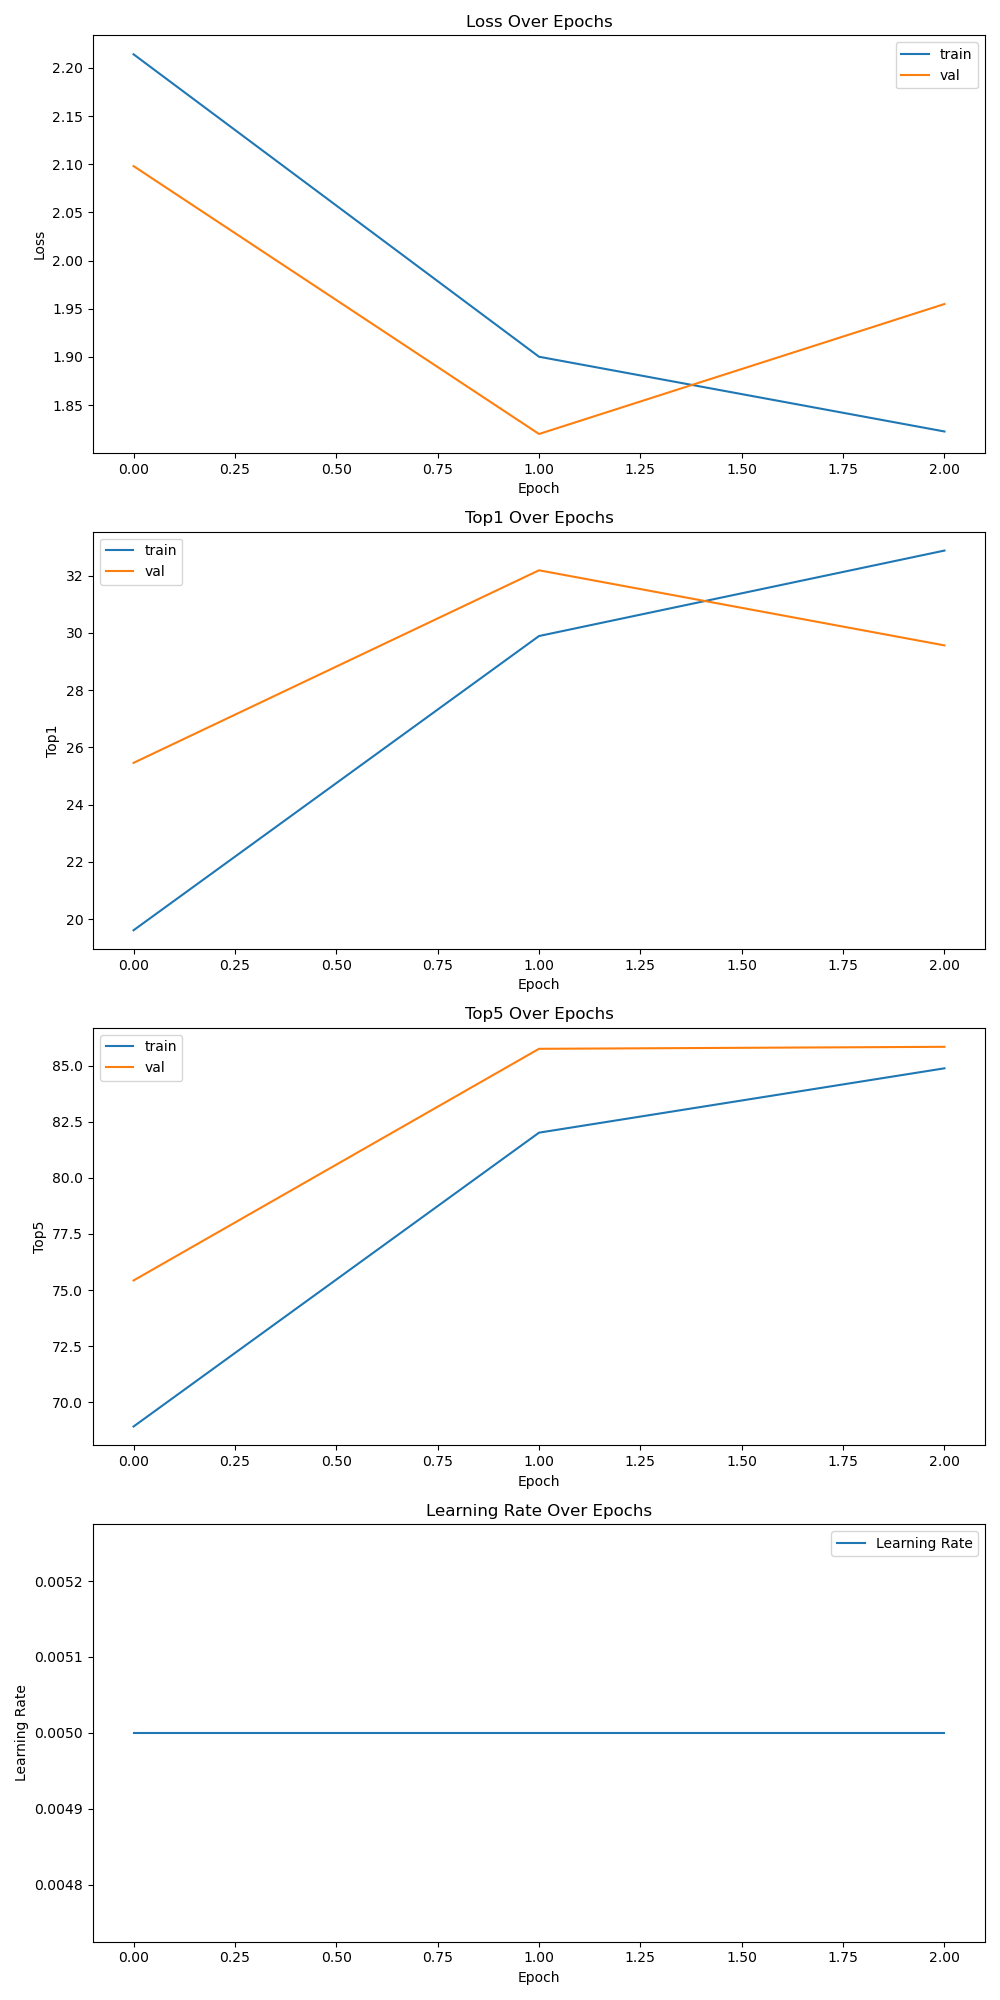 Loss Over Epochs
train
val
2.20
2.15
2.10
2.05
2.00
1.95
1.90
1.85
Loss
0.00 0.25 0.50 0.75 1.00 1.25 1.50 1.75 2.00
Epoch
Top1 Over Epochs
train
val
32
30
28
26
24
22
20
Top1
0.00 0.25 0.50 0.75 1.00 1.25 1.50 1.75 2.00
Epoch
Top5 Over Epochs
train
val
85.0
82.5
80.0
77.5
75.0
72.5
70.0
Top5
0.00 0.25 0.50 0.75 1.00 1.25 1.50 1.75 2.00
Epoch
Learning Rate Over Epochs
Learning Rate
0.0052
0.0051
0.0050
0.0049
0.0048
Learning Rate
0.00 0.25 0.50 0.75 1.00 1.25 1.50 1.75 2.00
Epoch